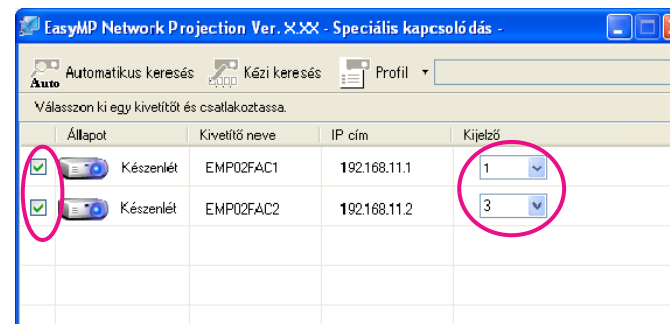 EasyMP Network Projection Ver. X.XX - Speciális kapcsolódás -
Auto Automatikus keresés Kézi keresés Profil
Válasszon ki egy kivetítőt és csatlakoztassa.
Állapot Kivetítő neve IP cím Kijelző
Készenlét EMP02FAC1 192.168.11.1 1
Készenlét EMP02FAC2 192.168.11.2 3